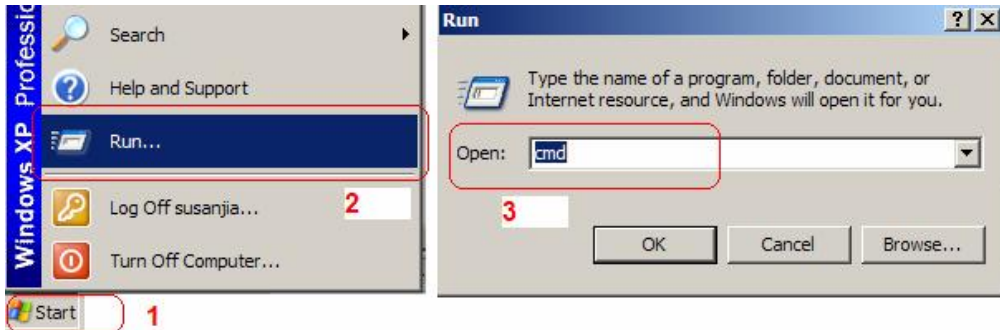 Windows XP Professio
Search
Help and Support
Run...
2
Log Off susanjia...
Turn Off Computer...
Start
1
Run
Type the name of a program, folder, document, or
Internet resource, and Windows will open it for you.
Open: cmd
3
OK Cancel Browse...